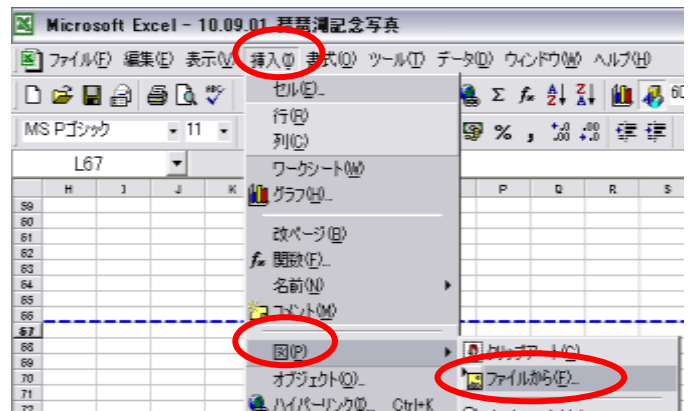 Microsoft Excel - 10.09.01 琵琶湖記念写真
ファイル(F) 編集(E) 表示(V) 挿入(I) 書式(O) ツール(T) データ(D) ウィンドウ(W) ヘルプ(H)
Σ fx 60
MS Pゴシック 11 % ,
L67
H I J K P Q R S
59
60
61
62
63
64
65
66
67
68
69
70
71
72
セル(E)...
行(R)
列(C)
ワークシート(W)
グラフ(H)...
改ページ(B)
fx 関数(F)...
名前(N)
コメント(M)
図(P)
オブジェクト(O)...
ハイパーリンク(I)... Ctrl+K
クリップアート(C)...
ファイルから(F)...